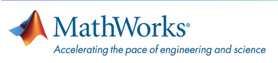 MathWorks®
Accelerating the pace of engineering and science